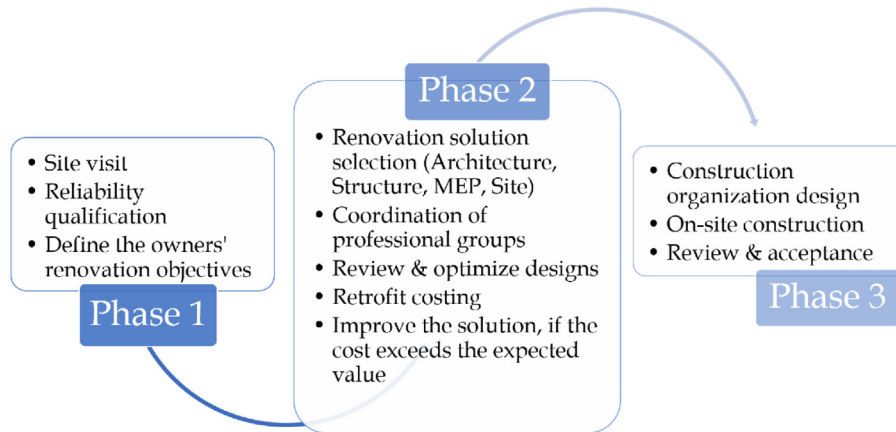 • Site visit
• Reliability
qualification
• Define the owners'
renovation objectives
Phase 1
Phase 2
• Renovation solution
selection (Architecture,
Structure, MEP, Site)
• Coordination of
professional groups
• Review & optimize designs
• Retrofit costing
• Improve the solution, if the
cost exceeds the expected
value
• Construction
organization design
• On-site construction
• Review & acceptance
Phase 3